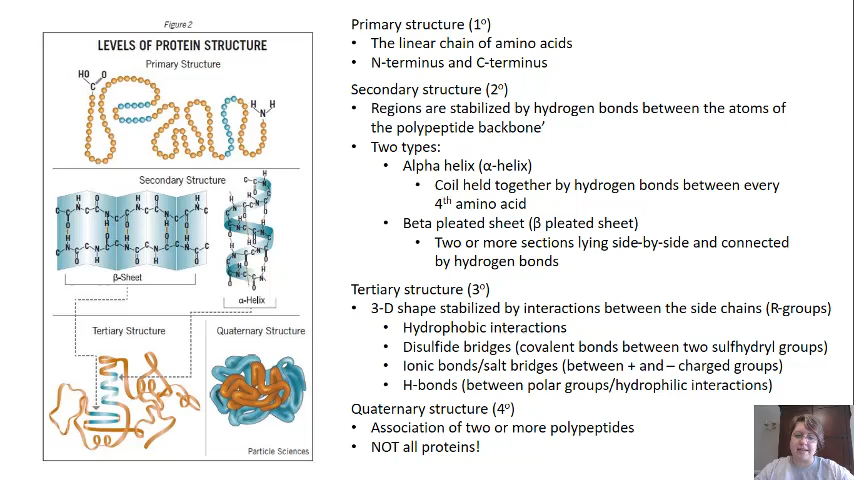 Figure 2
LEVELS OF PROTEIN STRUCTURE
Primary Structure
HO
O
C
H
H
N
Secondary Structure
β-Sheet
α-Helix
Tertiary Structure
Quaternary Structure
Particle Sciences
Primary structure (1º)
• The linear chain of amino acids
• N-terminus and C-terminus
Secondary structure (2º)
• Regions are stabilized by hydrogen bonds between the atoms of
the polypeptide backbone’
• Two types:
• Alpha helix (α-helix)
• Coil held together by hydrogen bonds between every
4th amino acid
• Beta pleated sheet (β pleated sheet)
• Two or more sections lying side-by-side and connected
by hydrogen bonds
Tertiary structure (3º)
• 3-D shape stabilized by interactions between the side chains (R-groups)
• Hydrophobic interactions
• Disulfide bridges (covalent bonds between two sulfhydryl groups)
• Ionic bonds/salt bridges (between + and – charged groups)
• H-bonds (between polar groups/hydrophilic interactions)
Quaternary structure (4º)
• Association of two or more polypeptides
• NOT all proteins!